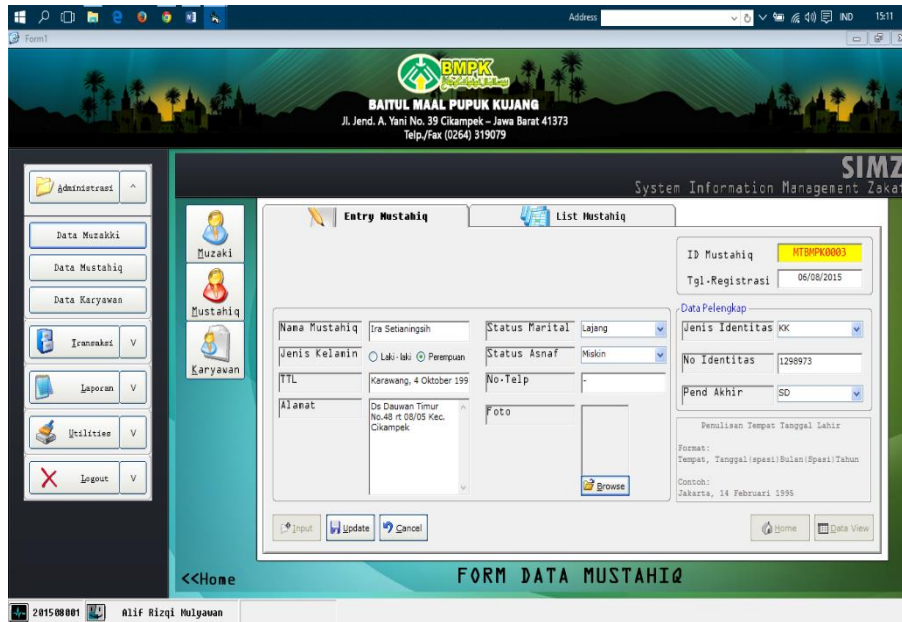 Address
IND 15:11
Form1
BMPK
BAITUL MAAL PUPUK KUJANG
Jl. Jend. A. Yani No. 39 Cikampek – Jawa Barat 41373
Telp./Fax (0264) 319079
SIMZ
System Information Management Zakat
Administrasi ^
Data Muzakki
Data Mustahiq
Data Karyawan
Transaksi V
Laporan V
Utilities V
Logout V
Muzaki
Mustahiq
Karyawan
Entry Mustahiq
List Mustahiq
ID Mustahiq MTBMPK0003
Tgl-Registrasi 06/08/2015
Nama Mustahiq Ira Setianingsih
Jenis Kelamin Laki - laki Perempuan
TTL Karawang, 4 Oktober 199
Alamat Ds Dauwan Timur
No.48 rt 08/05 Kec.
Cikampek
Status Marital Lajang
Status Asnaf Miskin
No-Telp -
Foto
Browse
Data Pelengkap
Jenis Identitas KK
No Identitas 1298973
Pend Akhir SD
Penulisan Tempat Tanggal Lahir
Format:
Tempat, Tanggal(spasi)Bulan(Spasi)Tahun
Contoh:
Jakarta, 14 Februari 1995
Input Update Cancel
Home Data View
<<Home
FORM DATA MUSTAHIQ
201508001 Alif Rizqi Mulyawan